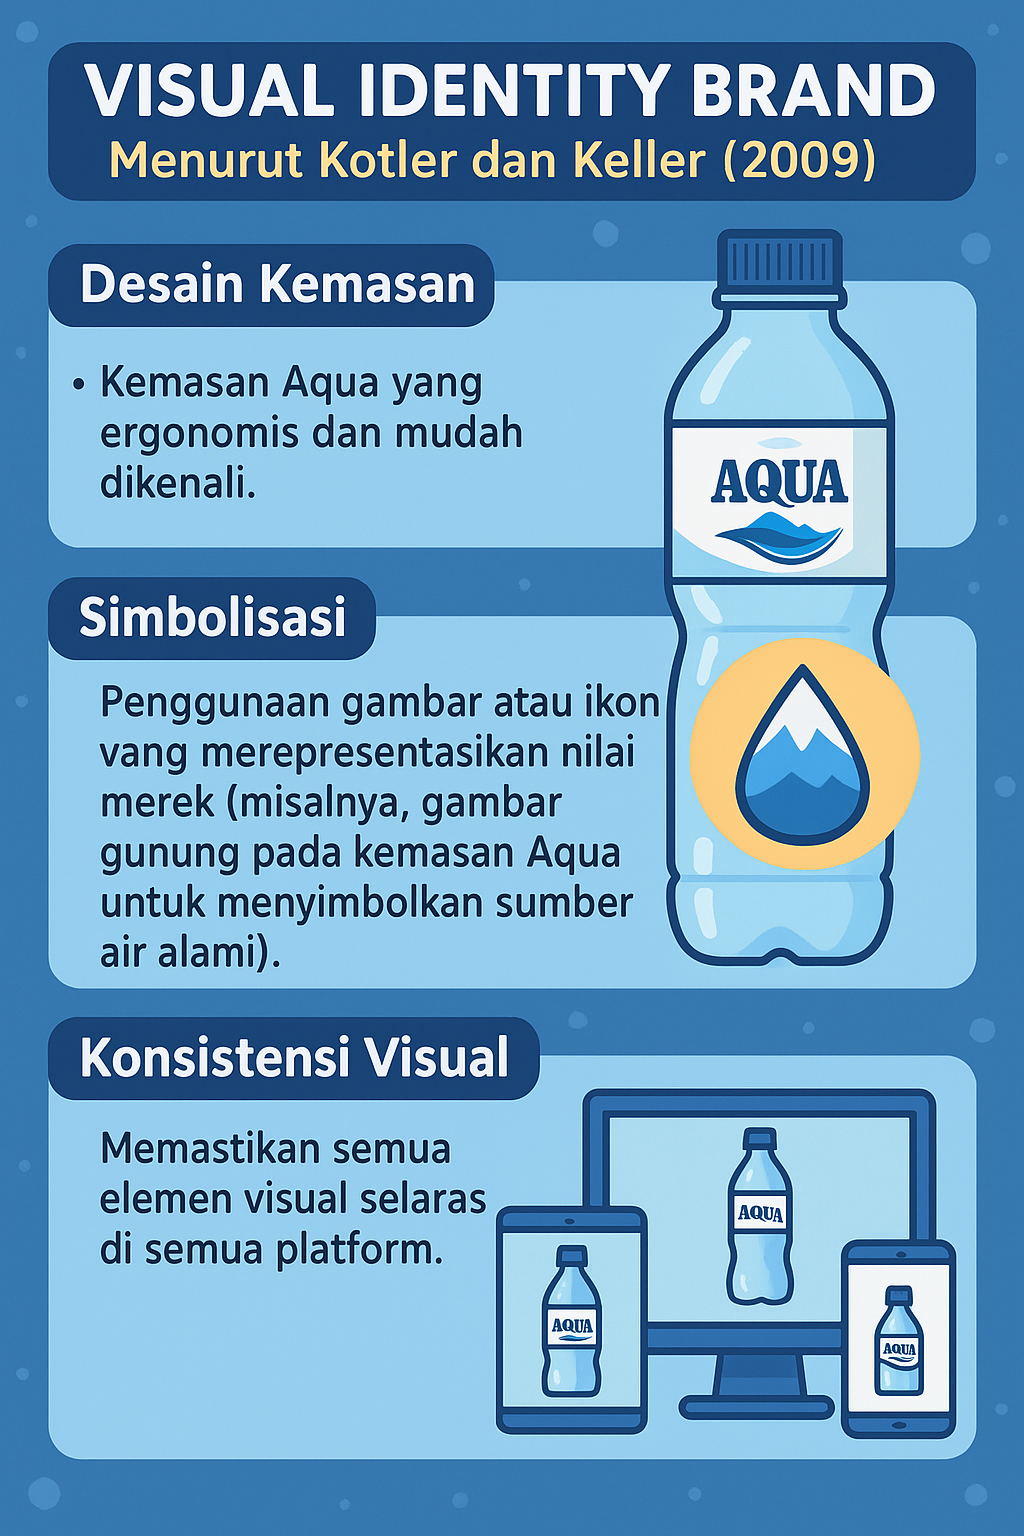 VISUAL IDENTITY BRAND
Menurut Kotler dan Keller (2009)
Desain Kemasan
• Kemasan Aqua yang
ergonomis dan mudah
dikenali.
AQUA
Simbolisasi
Penggunaan gambar atau ikon
vang merepresentasikan nilai
merek (misalnya, gambar
gunung pada kemasan Aqua
untuk menyimbolkan sumber
air alami).
Konsistensi Visual
Memastikan semua
elemen visual selaras
di semua platform.
AQUA
AQUA
AQUA